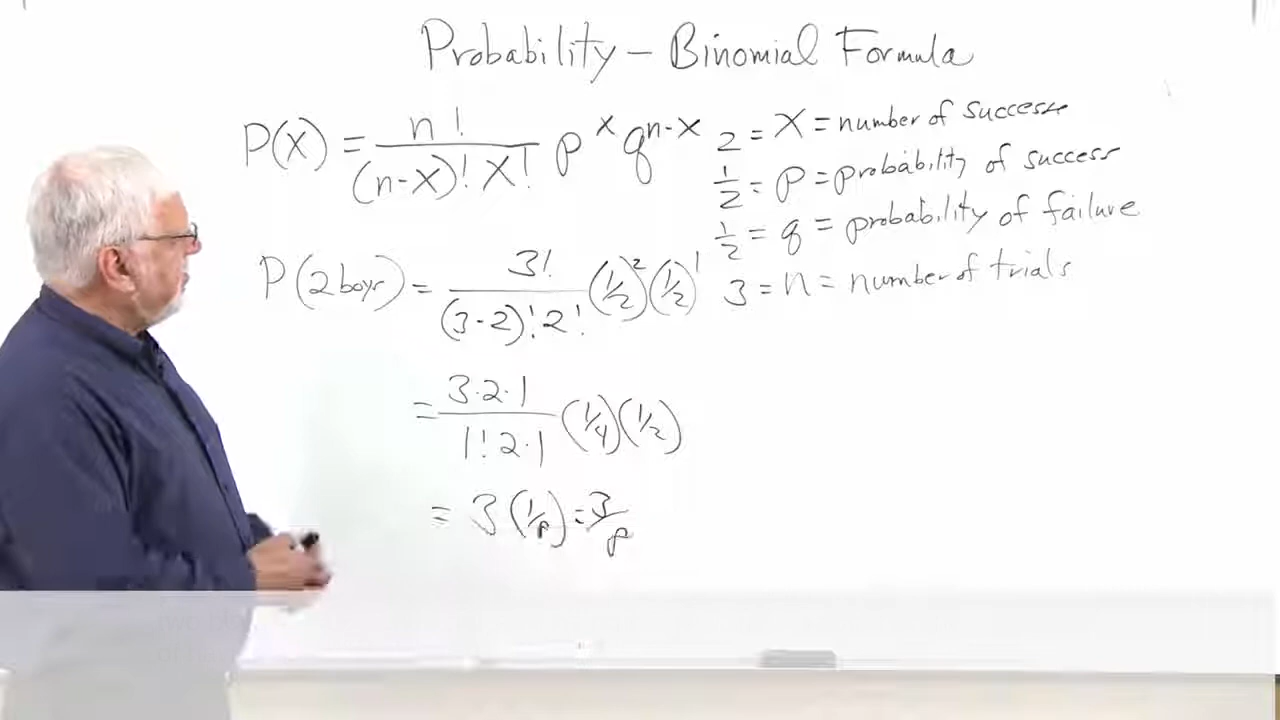 Probability - Binomial Formula
P(X) = n! / (n-X)! X! p^X q^(n-X)
2 = X = number of success
1/2 = p = probability of success
1/2 = q = probability of failure
3 = n = number of trials
P(2 boys) = 3! / (3-2)! 2! (1/2)^2 (1/2)^1
= 3·2·1 / 1! 2·1 (1/4)(1/2)
= 3 (1/8) = 3/8